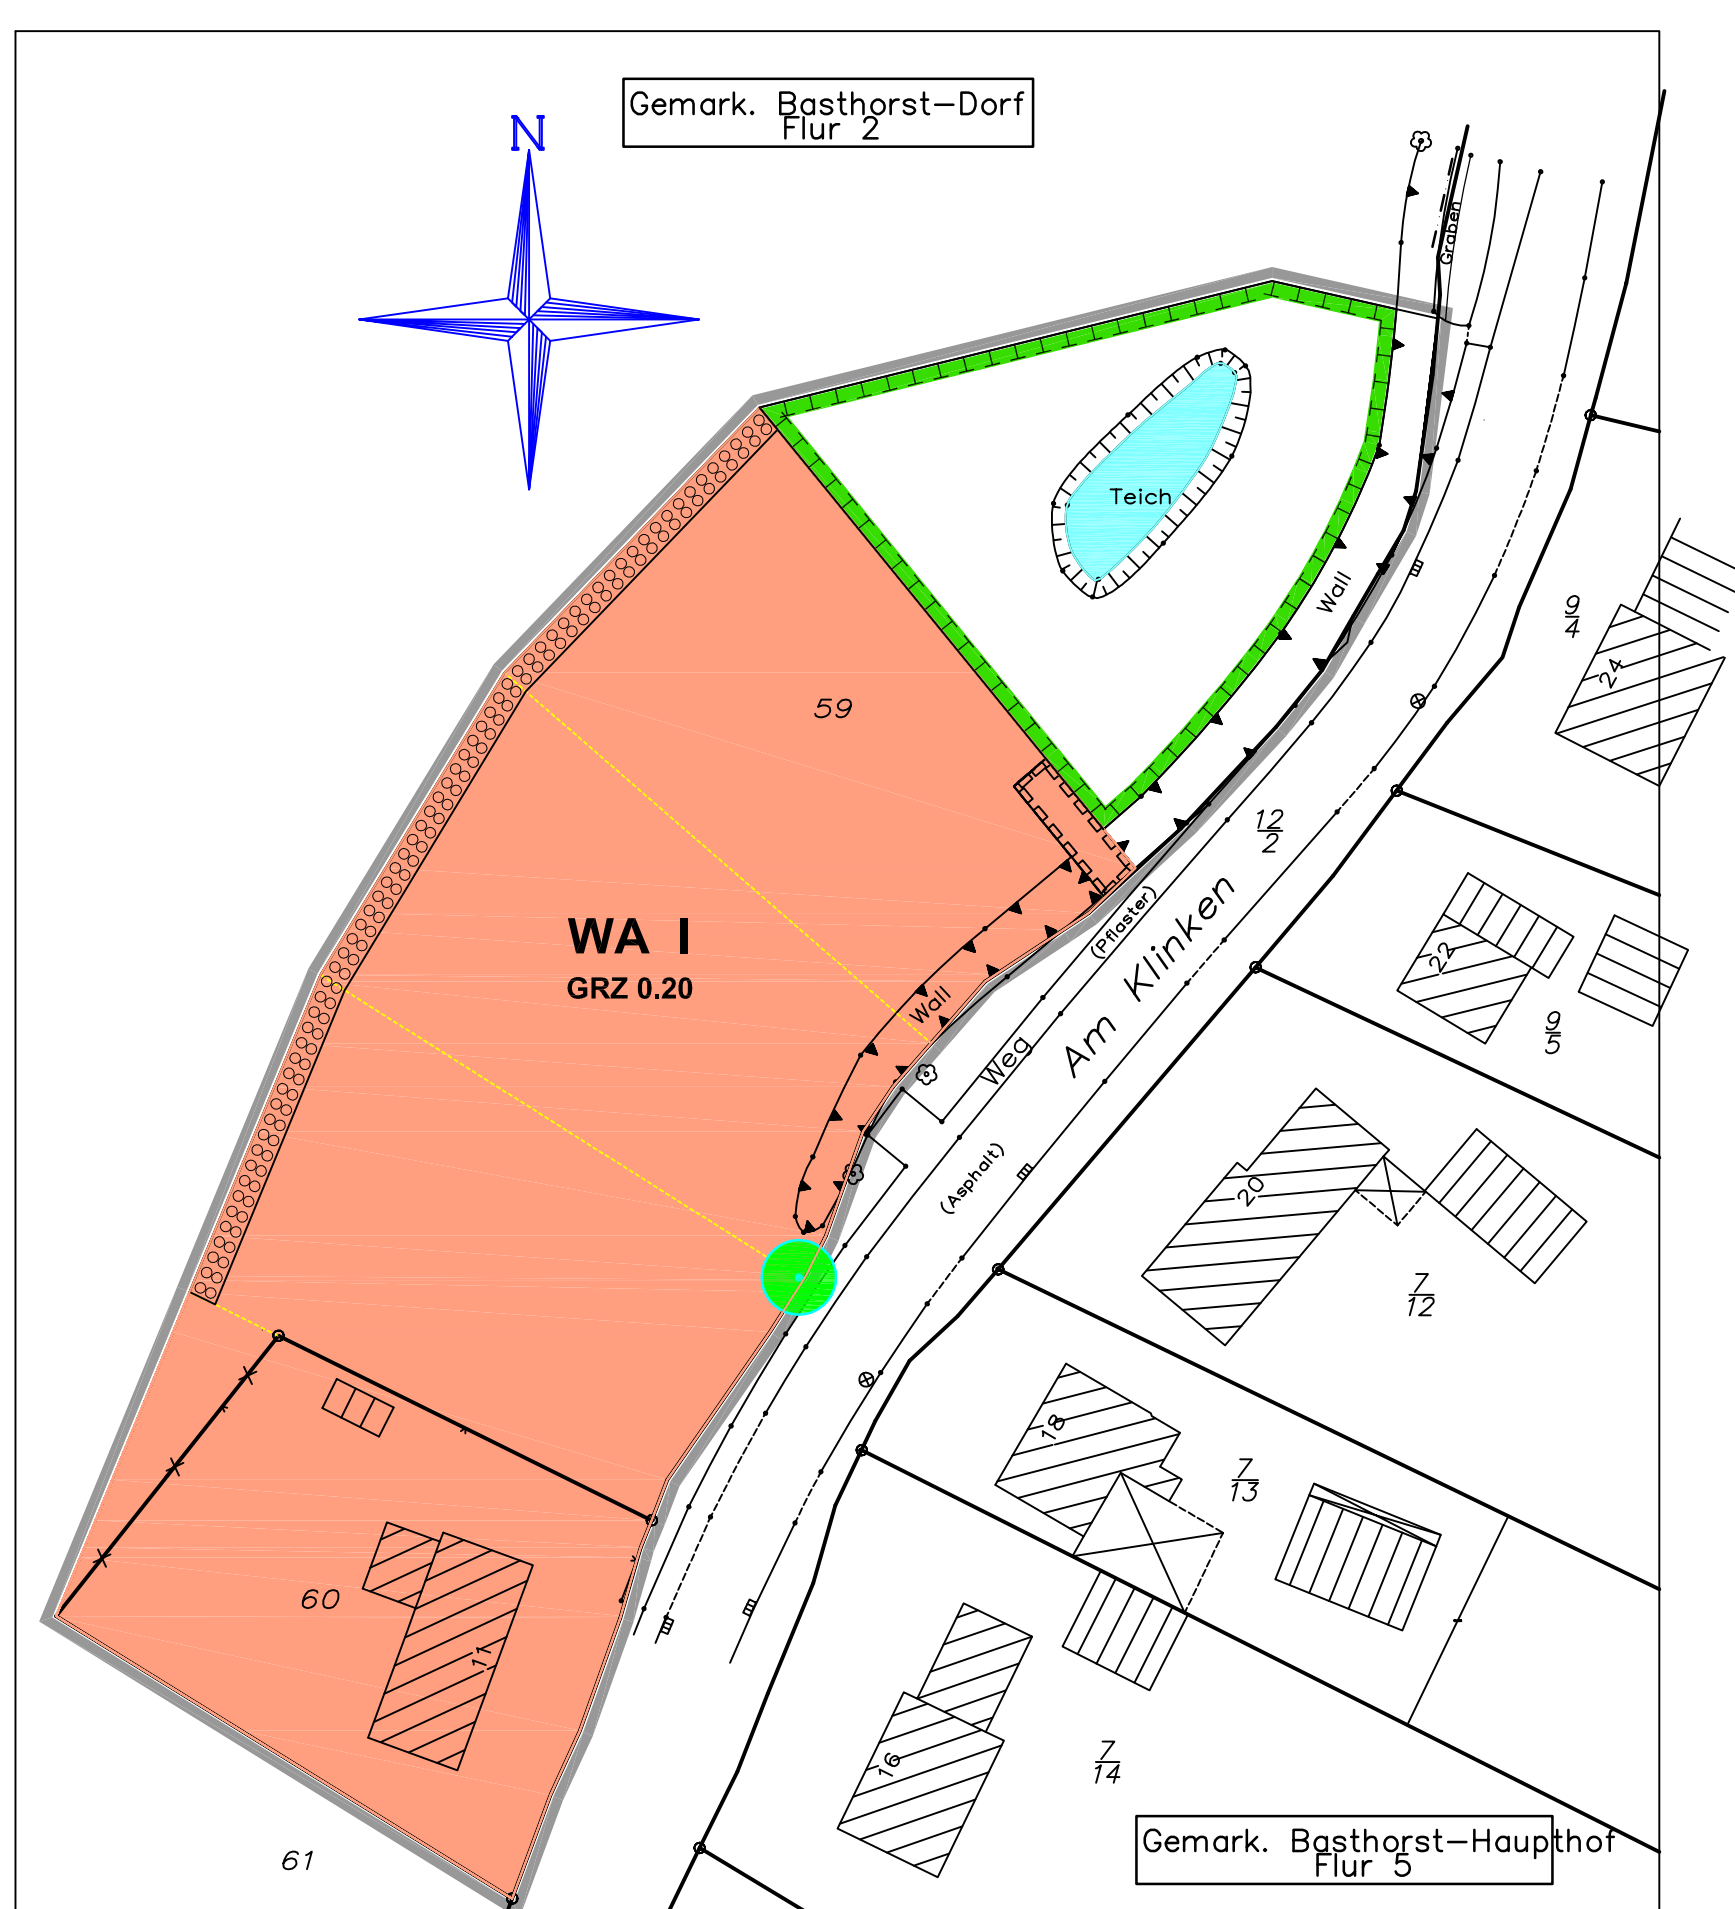 Gemark. Basthorst-Dorf
Flur 2
N
Graben
Teich
Wall
9
4
24
59
12
2
WA I
GRZ 0.20
(Pflaster)
Am Klinken
22
9
5
Wall
Weg
(Asphalt)
20
7
12
18
7
13
60
11
16
7
14
61
Gemark. Basthorst-Haupthof
Flur 5